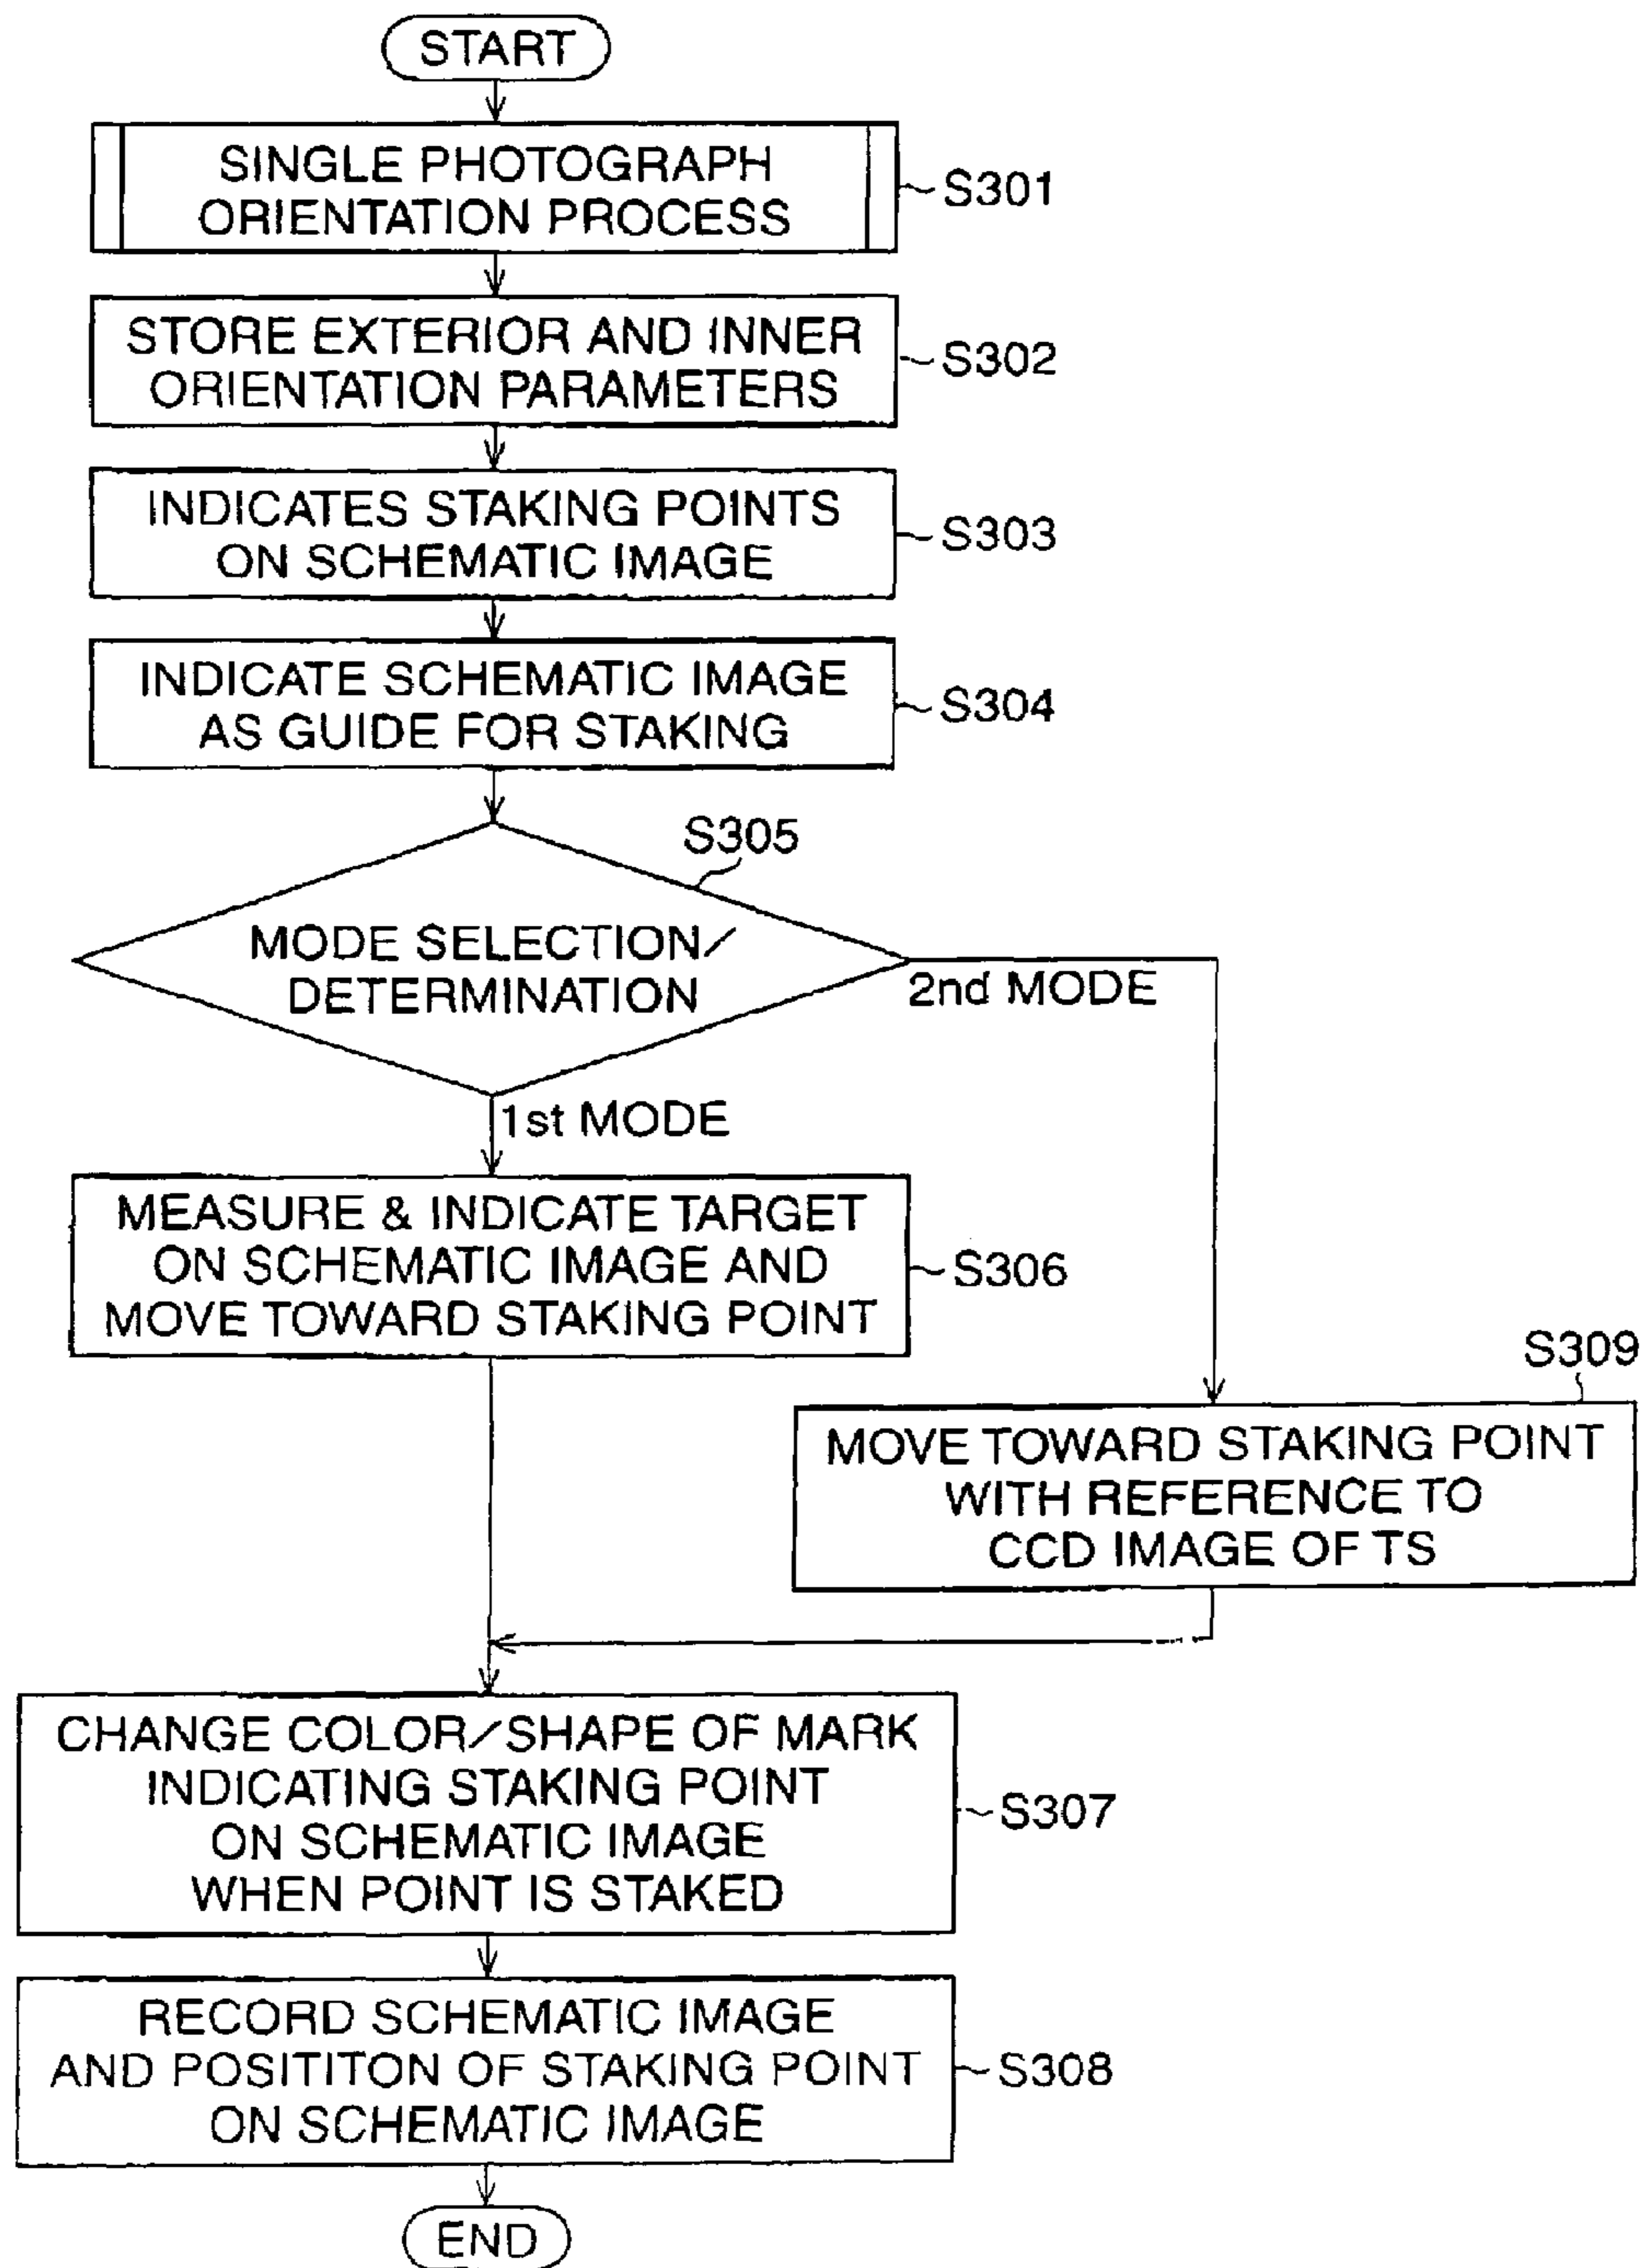 START
SINGLE PHOTOGRAPH
ORIENTATION PROCESS
S301
STORE EXTERIOR AND INNER
ORIENTATION PARAMETERS
S302
INDICATES STAKING POINTS
ON SCHEMATIC IMAGE
S303
INDICATE SCHEMATIC IMAGE
AS GUIDE FOR STAKING
S304
S305
MODE SELECTION/
DETERMINATION
2nd MODE
1st MODE
MEASURE & INDICATE TARGET
ON SCHEMATIC IMAGE AND
MOVE TOWARD STAKING POINT
S306
S309
MOVE TOWARD STAKING POINT
WITH REFERENCE TO
CCD IMAGE OF TS
CHANGE COLOR/SHAPE OF MARK
INDICATING STAKING POINT
ON SCHEMATIC IMAGE
WHEN POINT IS STAKED
S307
RECORD SCHEMATIC IMAGE
AND POSITITON OF STAKING POINT
ON SCHEMATIC IMAGE
S308
END